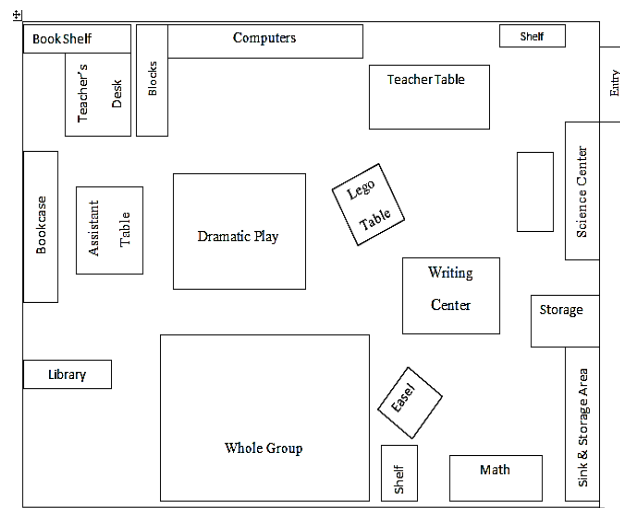 Book Shelf
Computers
Shelf
Teacher's
Desk
Blocks
Teacher Table
Entry
Science Center
Lego
Table
Bookcase
Assistant
Table
Dramatic Play
Writing
Center
Storage
Library
Easel
Sink & Storage Area
Whole Group
Shelf
Math